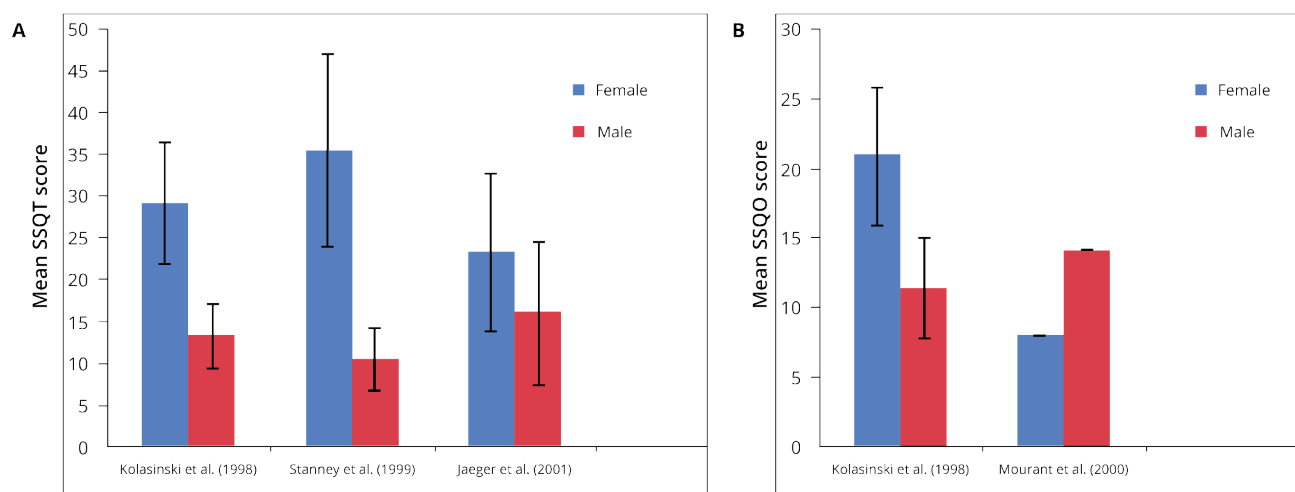 A
Mean SSQT score
50
45
40
35
30
25
20
15
10
5
0
Female
Male
Kolasinski et al. (1998)
Stanney et al. (1999)
Jaeger et al. (2001)
B
Mean SSQO score
30
25
20
15
10
5
0
Female
Male
Kolasinski et al. (1998)
Mourant et al. (2000)